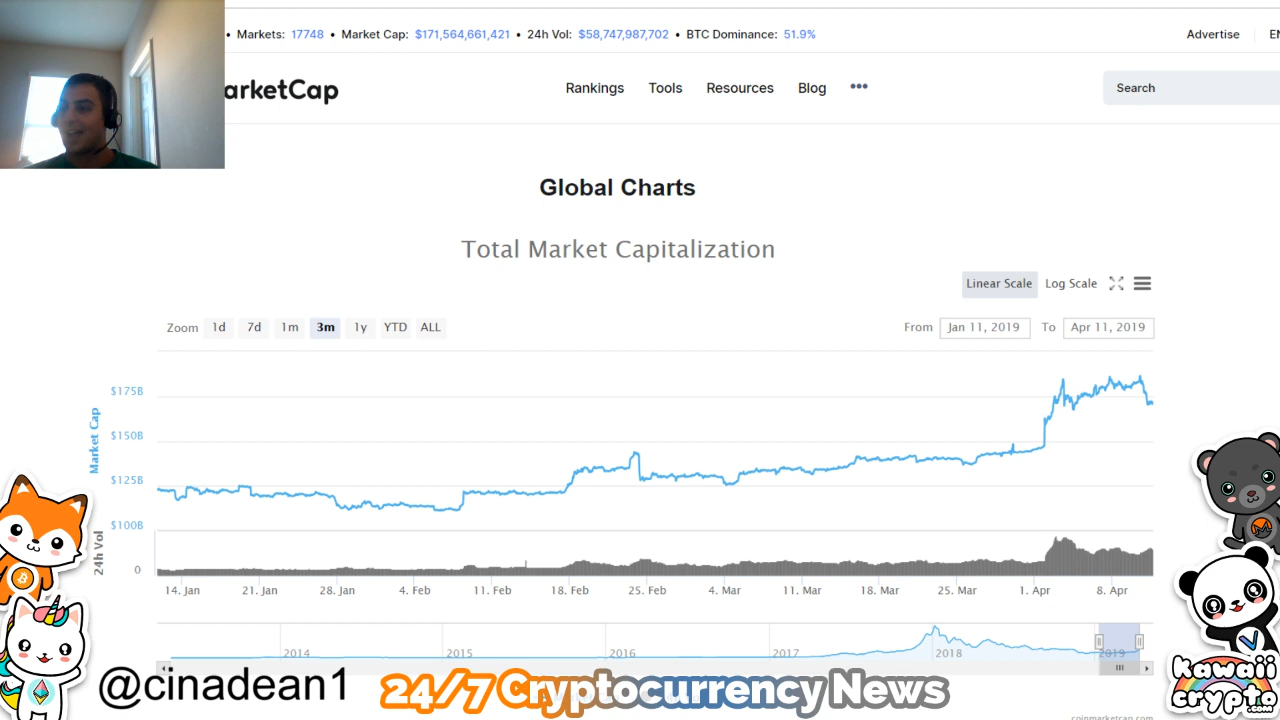 • Markets: 17748 • Market Cap: $171,564,661,421 • 24h Vol: $58,747,987,702 • BTC Dominance: 51.9%
Advertise
EN
arketCap
Rankings
Tools
Resources
Blog
•••
Search
Global Charts
Total Market Capitalization
Linear Scale
Log Scale
Zoom 1d 7d 1m 3m 1y YTD ALL
From Jan 11, 2019 To Apr 11, 2019
$175B
$150B
$125B
$100B
0
Market Cap
24h Vol
14. Jan 21. Jan 28. Jan 4. Feb 11. Feb 18. Feb 25. Feb 4. Mar 11. Mar 18. Mar 25. Mar 1. Apr 8. Apr
2014 2015 2016 2017 2018 2019
@cinadean1
24/7 Cryptocurrency News
kawaii
crypto
.com
coinmarketcap.com